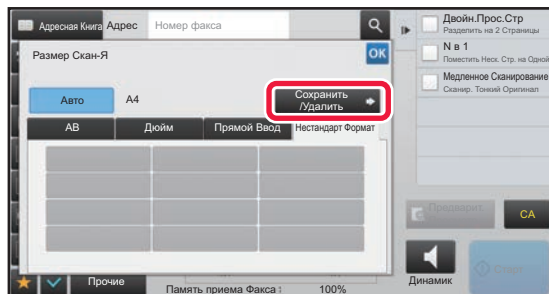 Адресная Книга
Адрес
Номер факса
Размер Скан-Я
OK
Авто
A4
Сохранить
/Удалить
AB
Дюйм
Прямой Ввод
Нестандарт Формат
Прочие
Память приема Факса :
100%
Двойн.Прос.Стр
Разделить на 2 Страницы
N в 1
Поместить Неск. Стр. на Одной
Медленное Сканирование
Сканир. Тонкий Оригинал
CA
Динамик
Старт